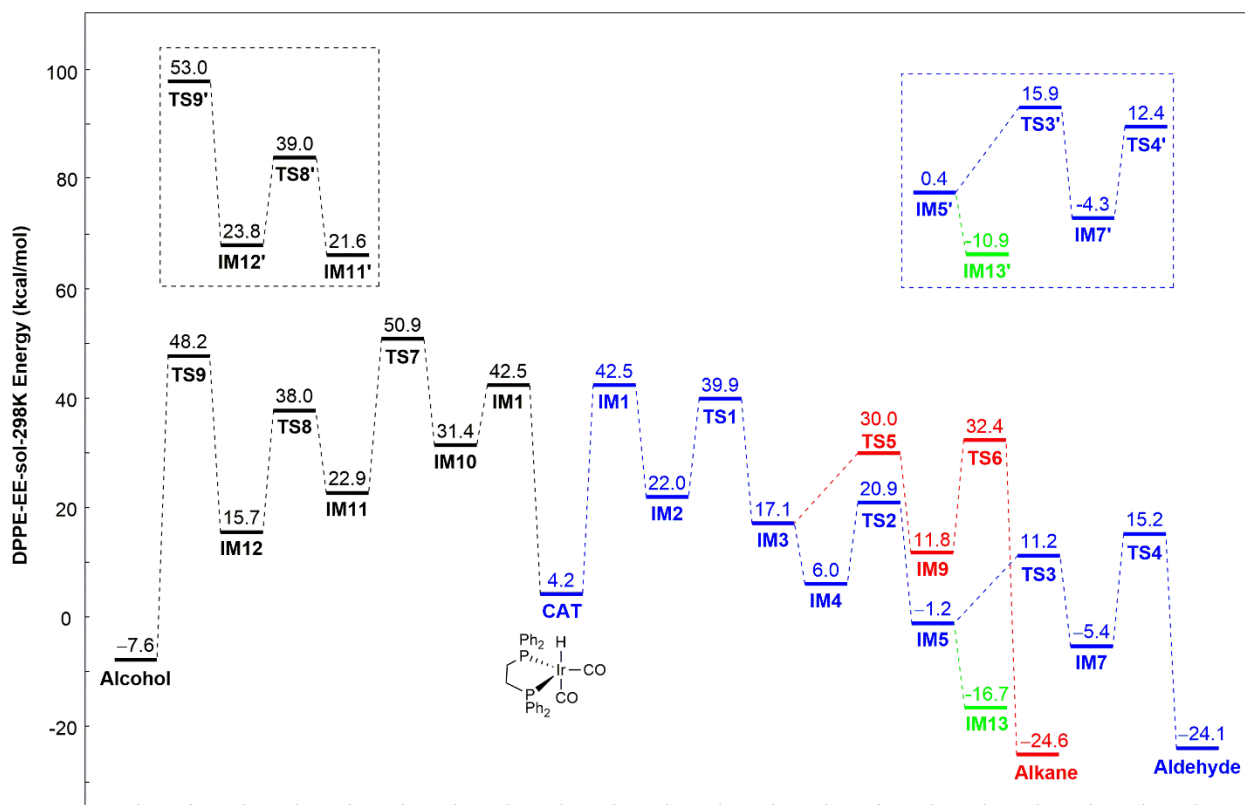 DPPE-EE-sol-298K Energy (kcal/mol)
100
80
60
40
20
0
-20
53.0
TS9'
39.0
TS8'
23.8
IM12'
21.6
IM11'
15.9
TS3'
12.4
TS4'
0.4
IM5'
-4.3
IM7'
-10.9
IM13'
48.2
TS9
50.9
TS7
42.5
IM1
42.5
IM1
39.9
TS1
38.0
TS8
31.4
IM10
30.0
TS5
32.4
TS6
22.9
IM11
22.0
IM2
20.9
TS2
15.7
IM12
17.1
IM3
15.2
TS4
11.8
IM9
11.2
TS3
4.2
CAT
6.0
IM4
−1.2
IM5
−5.4
IM7
−7.6
Alcohol
-16.7
IM13
−24.6
Alkane
−24.1
Aldehyde
Ph2
H
P
Ir
CO
P
CO
Ph2